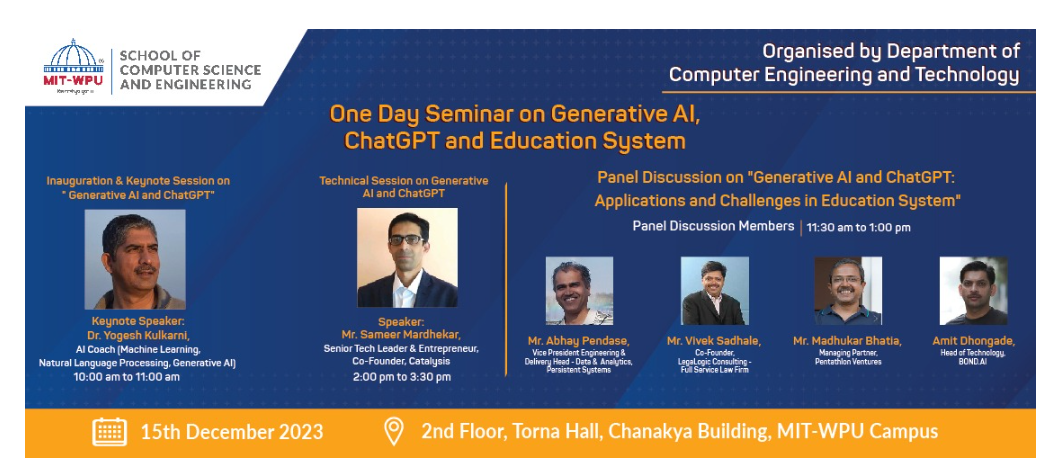 MIT-WPU
SCHOOL OF
COMPUTER SCIENCE
AND ENGINEERING
Organised by Department of
Computer Engineering and Technology
One Day Seminar on Generative AI,
ChatGPT and Education System
Inauguration & Keynote Session on
" Generative AI and ChatGPT"
Keynote Speaker:
Dr. Yogesh Kulkarni,
AI Coach (Machine Learning,
Natural Language Processing, Generative AI)
10:00 am to 11:00 am
Technical Session on Generative
AI and ChatGPT
Speaker:
Mr. Sameer Mardhekar,
Senior Tech Leader & Entrepreneur,
Co-Founder, Catalysis
2:00 pm to 3:30 pm
Panel Discussion on "Generative AI and ChatGPT:
Applications and Challenges in Education System"
Panel Discussion Members | 11:30 am to 1:00 pm
Mr. Abhay Pendase,
Vice President Engineering &
Delivery Head - Data & Analytics,
Persistent Systems
Mr. Vivek Sadhale,
Co-Founder,
LegaLogic Consulting -
Full Service Law Firm
Mr. Madhukar Bhatia,
Managing Partner,
Pentathlon Ventures
Amit Dhongade,
Head of Technology,
BOND.AI
15th December 2023
2nd Floor, Torna Hall, Chanakya Building, MIT-WPU Campus